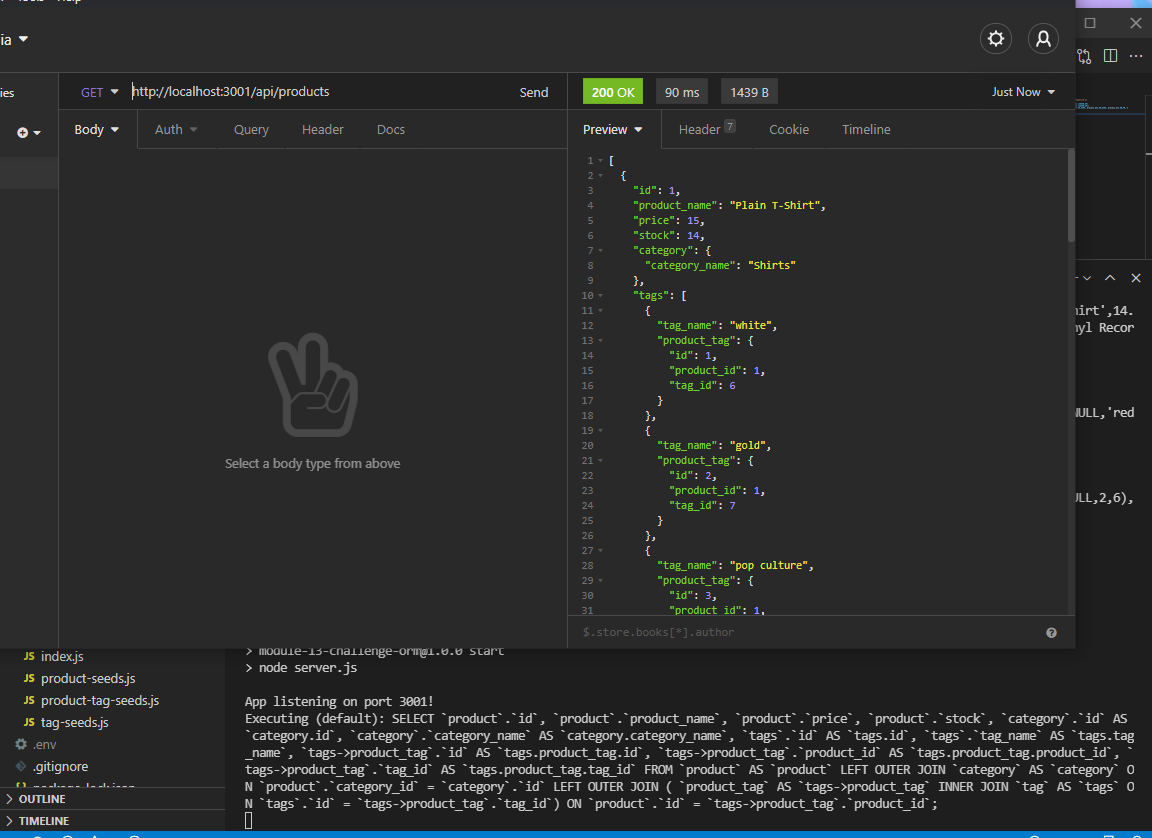 Tools Help
ia
GET http://localhost:3001/api/products Send
200 OK 90 ms 1439 B Just Now
Body Auth Query Header Docs
Preview Header 7 Cookie Timeline
1 [
2 {
3 "id": 1,
4 "product_name": "Plain T-Shirt",
5 "price": 15,
6 "stock": 14,
7 "category": {
8 "category_name": "Shirts"
9 },
10 "tags": [
11 {
12 "tag_name": "white",
13 "product_tag": {
14 "id": 1,
15 "product_id": 1,
16 "tag_id": 6
17 }
18 },
19 {
20 "tag_name": "gold",
21 "product_tag": {
22 "id": 2,
23 "product_id": 1,
24 "tag_id": 7
25 }
26 },
27 {
28 "tag_name": "pop culture",
29 "product_tag": {
30 "id": 3,
31 "product_id": 1,
$.store.books[*].author
Select a body type from above
ies
hirt',14.
nyl Recor
NULL,'red
ULL,2,6),
index.js
product-seeds.js
product-tag-seeds.js
tag-seeds.js
.env
.gitignore
package-lock.json
OUTLINE
TIMELINE
> module-13-challenge-orm@1.0.0 start
> node server.js
App listening on port 3001!
Executing (default): SELECT `product`.`id`, `product`.`product_name`, `product`.`price`, `product`.`stock`, `category`.`id` AS
`category.id`, `category`.`category_name` AS `category.category_name`, `tags`.`id` AS `tags.id`, `tags`.`tag_name` AS `tags.tag
_name`, `tags->product_tag`.`id` AS `tags.product_tag.id`, `tags->product_tag`.`product_id` AS `tags.product_tag.product_id`, `
tags->product_tag`.`tag_id` AS `tags.product_tag.tag_id` FROM `product` AS `product` LEFT OUTER JOIN `category` AS `category` O
N `product`.`category_id` = `category`.`id` LEFT OUTER JOIN ( `product_tag` AS `tags->product_tag` INNER JOIN `tag` AS `tags` O
N `tags`.`id` = `tags->product_tag`.`tag_id`) ON `product`.`id` = `tags->product_tag`.`product_id`;